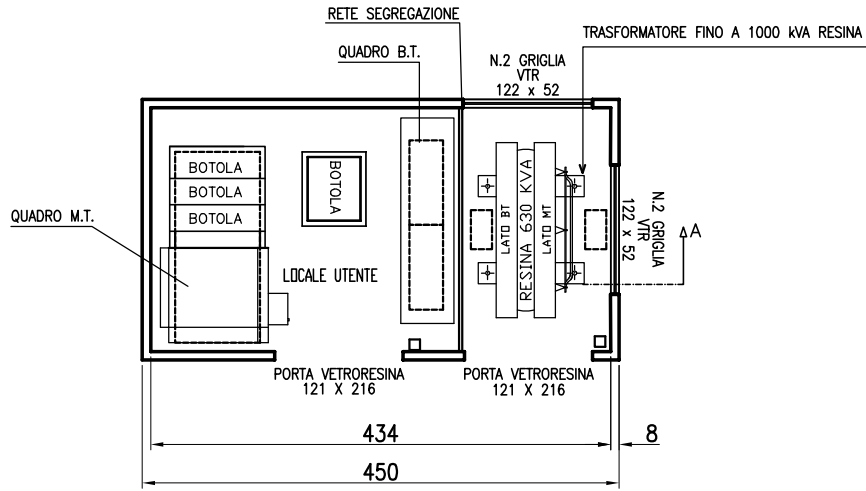 RETE SEGREGAZIONE
TRASFORMATORE FINO A 1000 kVA RESINA
QUADRO B.T.
N.2 GRIGLIA
VTR
122 x 52
BOTOLA
BOTOLA
BOTOLA
BOTOLA
QUADRO M.T.
LOCALE UTENTE
LATO BT
RESINA 630 KVA
LATO MT
N.2 GRIGLIA
VTR
122 x 52
A
PORTA VETRORESINA
121 X 216
PORTA VETRORESINA
121 X 216
434
8
450